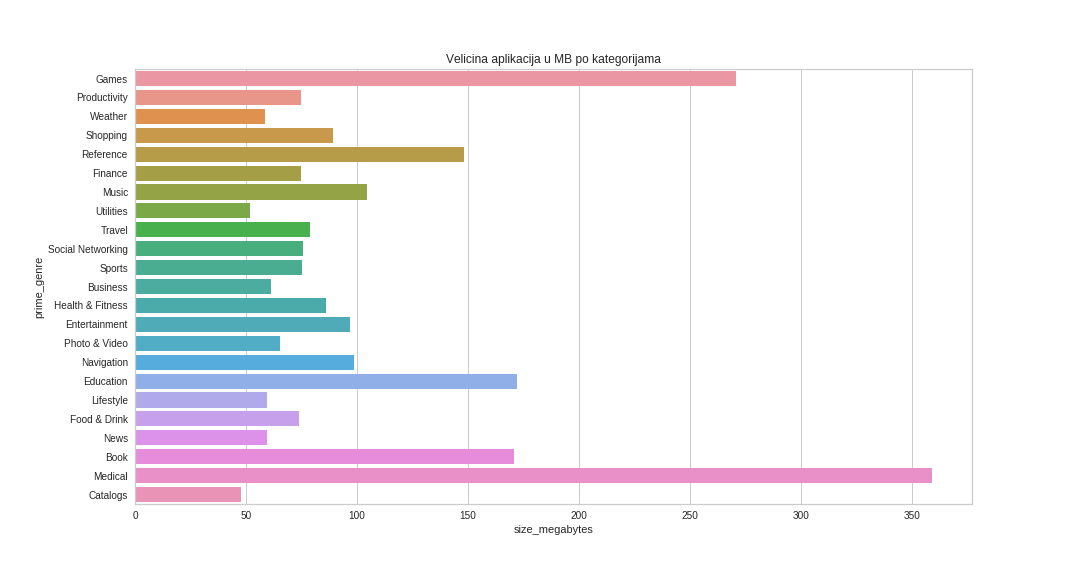 Velicina aplikacija u MB po kategorijama
prime_genre
Games
Productivity
Weather
Shopping
Reference
Finance
Music
Utilities
Travel
Social Networking
Sports
Business
Health & Fitness
Entertainment
Photo & Video
Navigation
Education
Lifestyle
Food & Drink
News
Book
Medical
Catalogs
0 50 100 150 200 250 300 350
size_megabytes